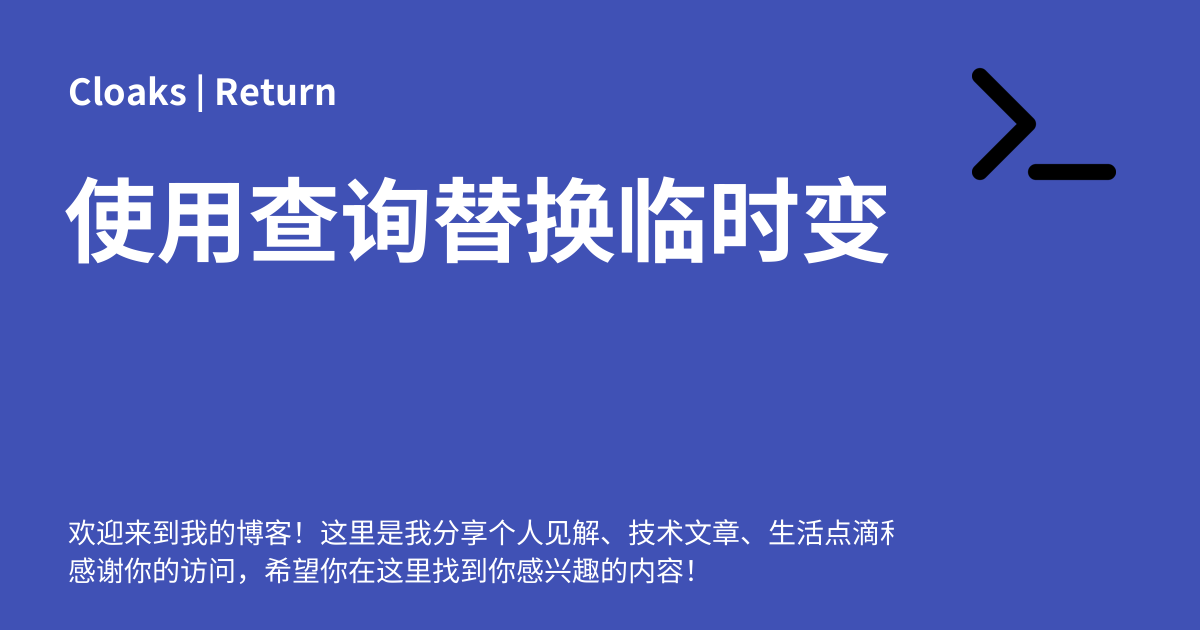 Cloaks | Return
使用查询替换临时变
欢迎来到我的博客！这里是我分享个人见解、技术文章、生活点滴
感谢你的访问，希望你在这里找到你感兴趣的内容！